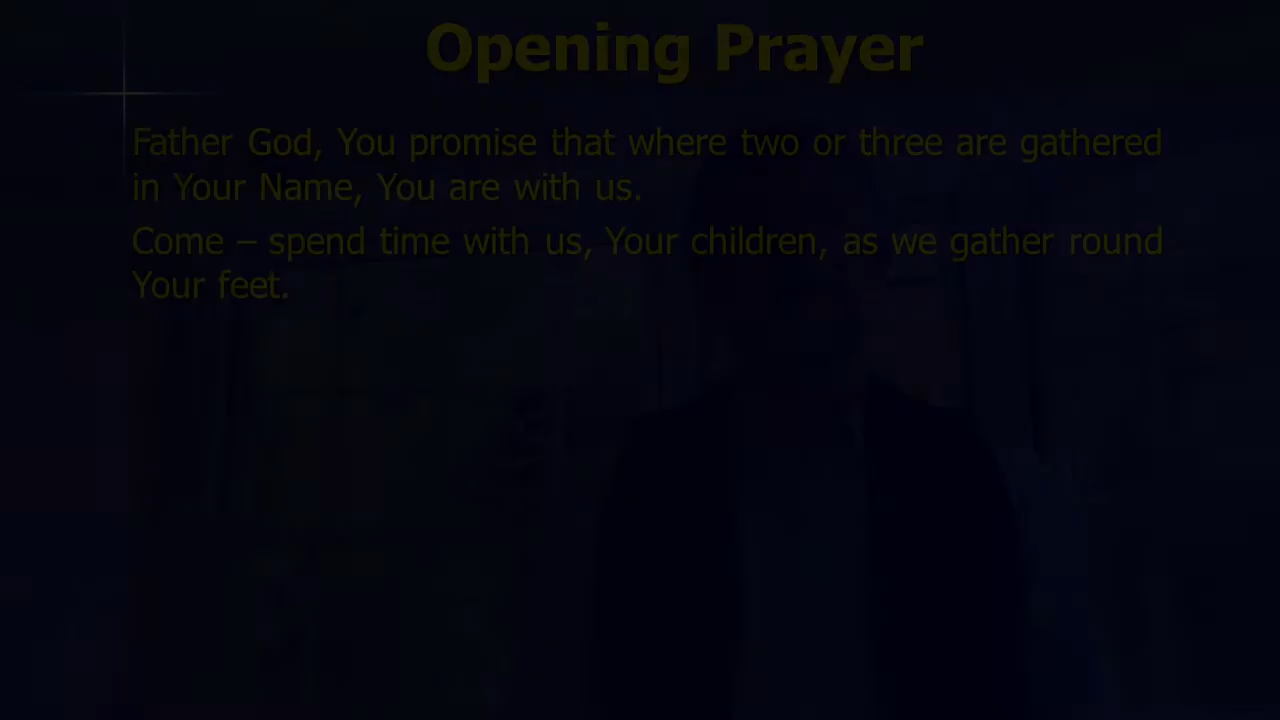 Opening Prayer
Father God, You promise that where two or three are gathered
in Your Name, You are with us.
Come – spend time with us, Your children, as we gather round
Your feet.